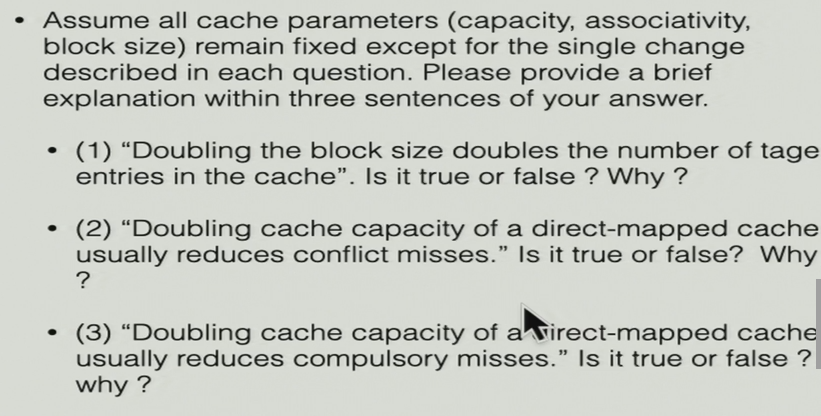 • Assume all cache parameters (capacity, associativity,
block size) remain fixed except for the single change
described in each question. Please provide a brief
explanation within three sentences of your answer.
• (1) “Doubling the block size doubles the number of tage
entries in the cache”. Is it true or false ? Why ?
• (2) “Doubling cache capacity of a direct-mapped cache
usually reduces conflict misses.” Is it true or false? Why
?
• (3) “Doubling cache capacity of a direct-mapped cache
usually reduces compulsory misses.” Is it true or false ?
why ?